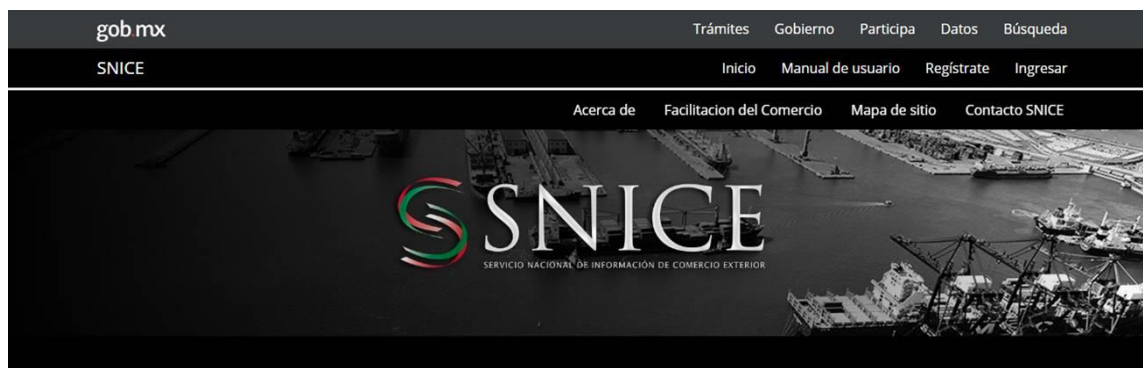 gob.mx Trámites Gobierno Participa Datos Búsqueda
SNICE Inicio Manual de usuario Regístrate Ingresar
Acerca de Facilitacion del Comercio Mapa de sitio Contacto SNICE
SNICE
SERVICIO NACIONAL DE INFORMACIÓN DE COMERCIO EXTERIOR